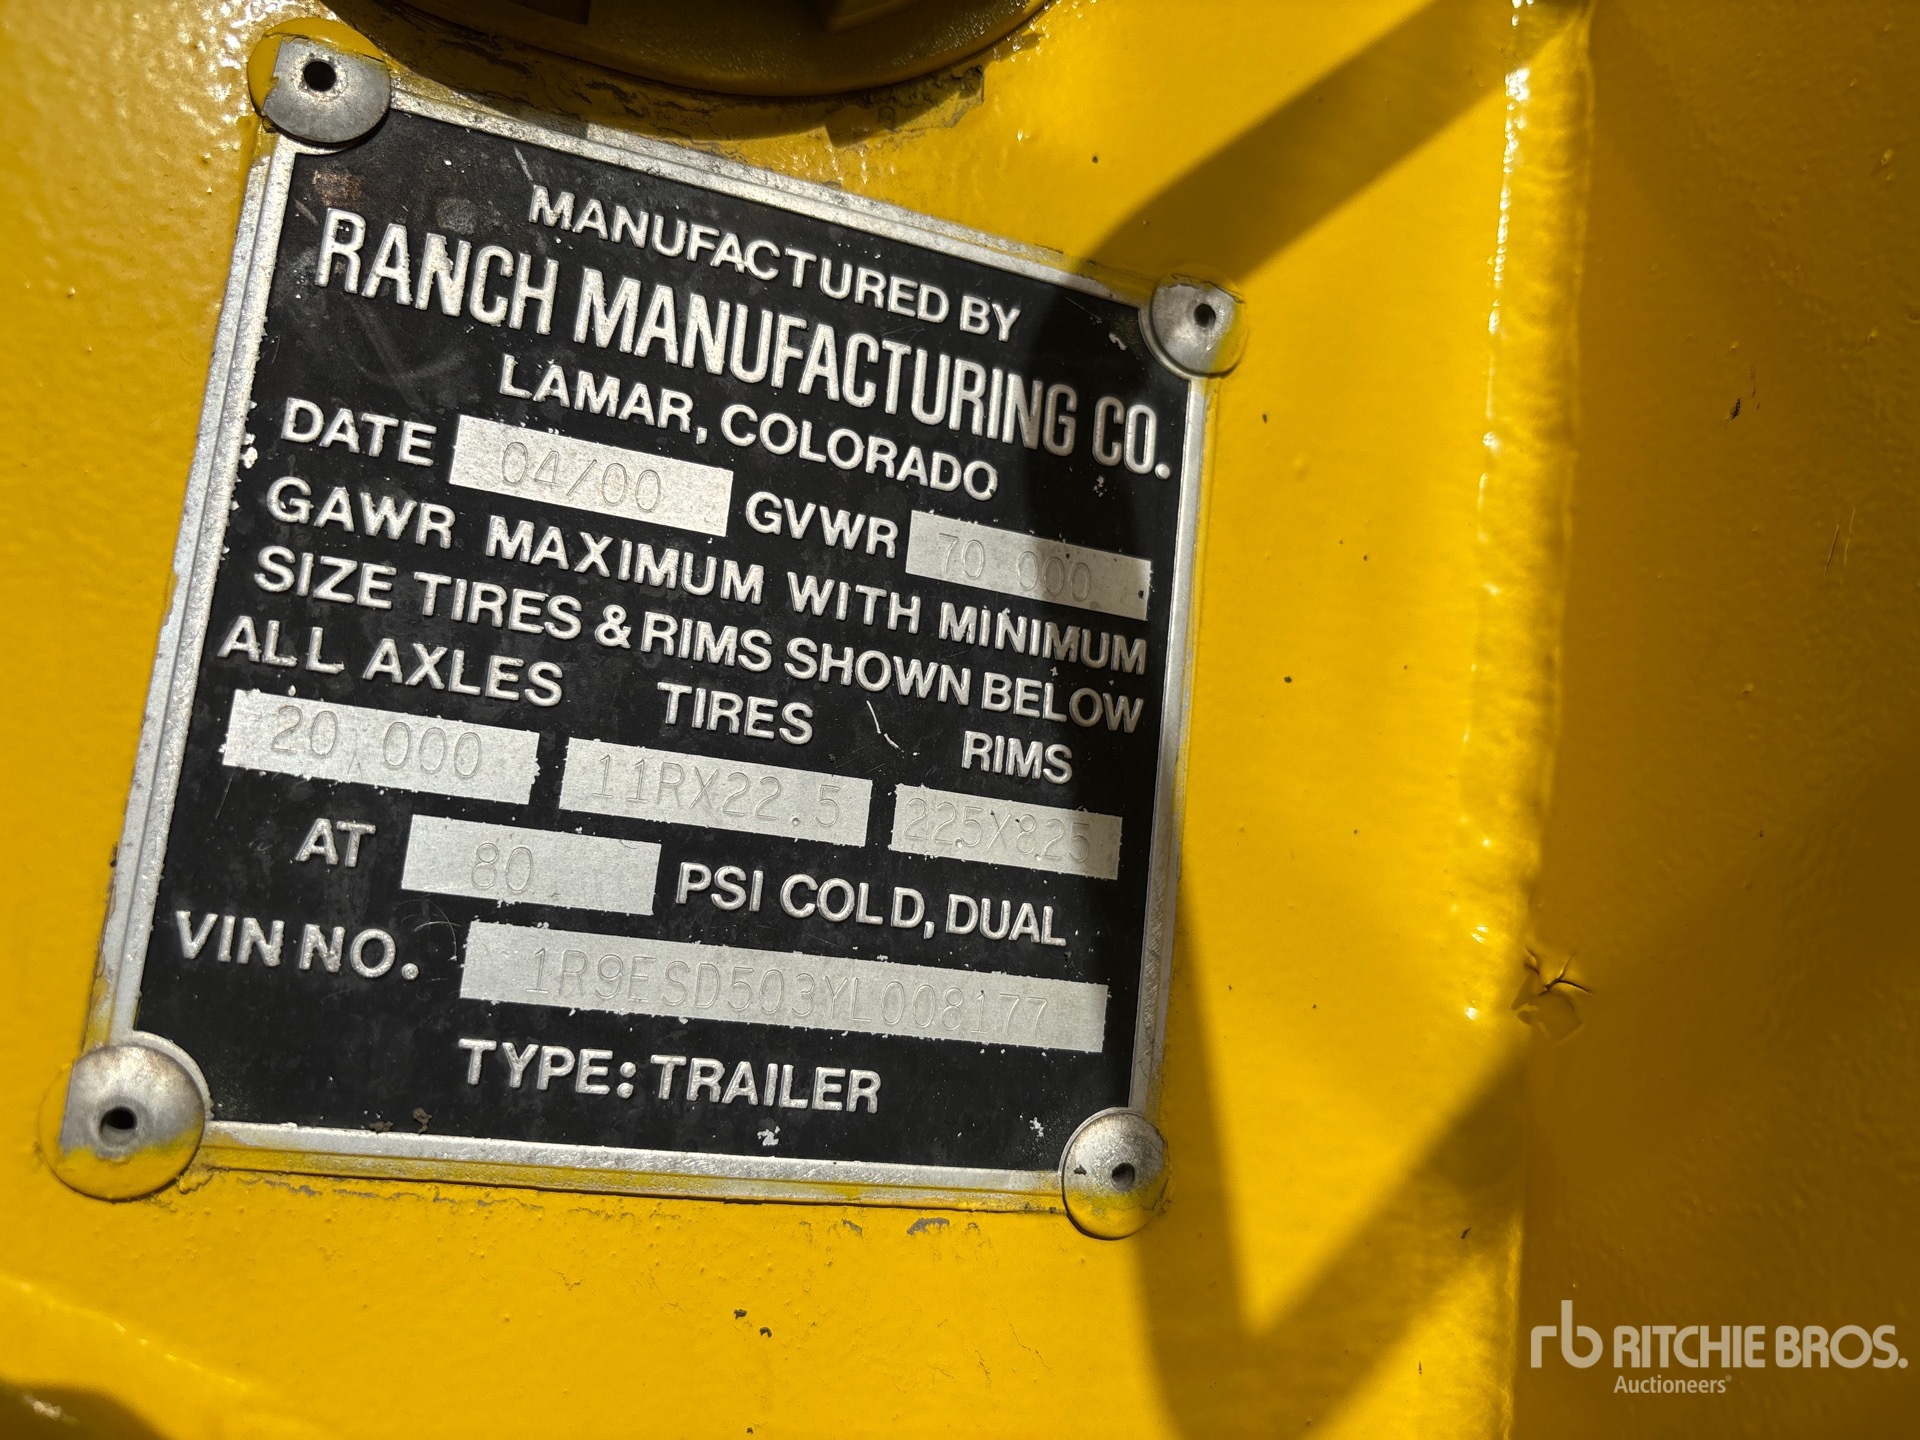 MANUFACTURED BY
RANCH MANUFACTURING CO.
LAMAR, COLORADO
DATE 04/00 GVWR 70 000
GAWR MAXIMUM WITH MINIMUM
SIZE TIRES & RIMS SHOWN BELOW
ALL AXLES TIRES RIMS
20,000 11RX22.5 225X825
AT 80 PSI COLD, DUAL
VIN NO. 1R9ESD503YL008177
TYPE: TRAILER
rb RITCHIE BROS.
Auctioneers